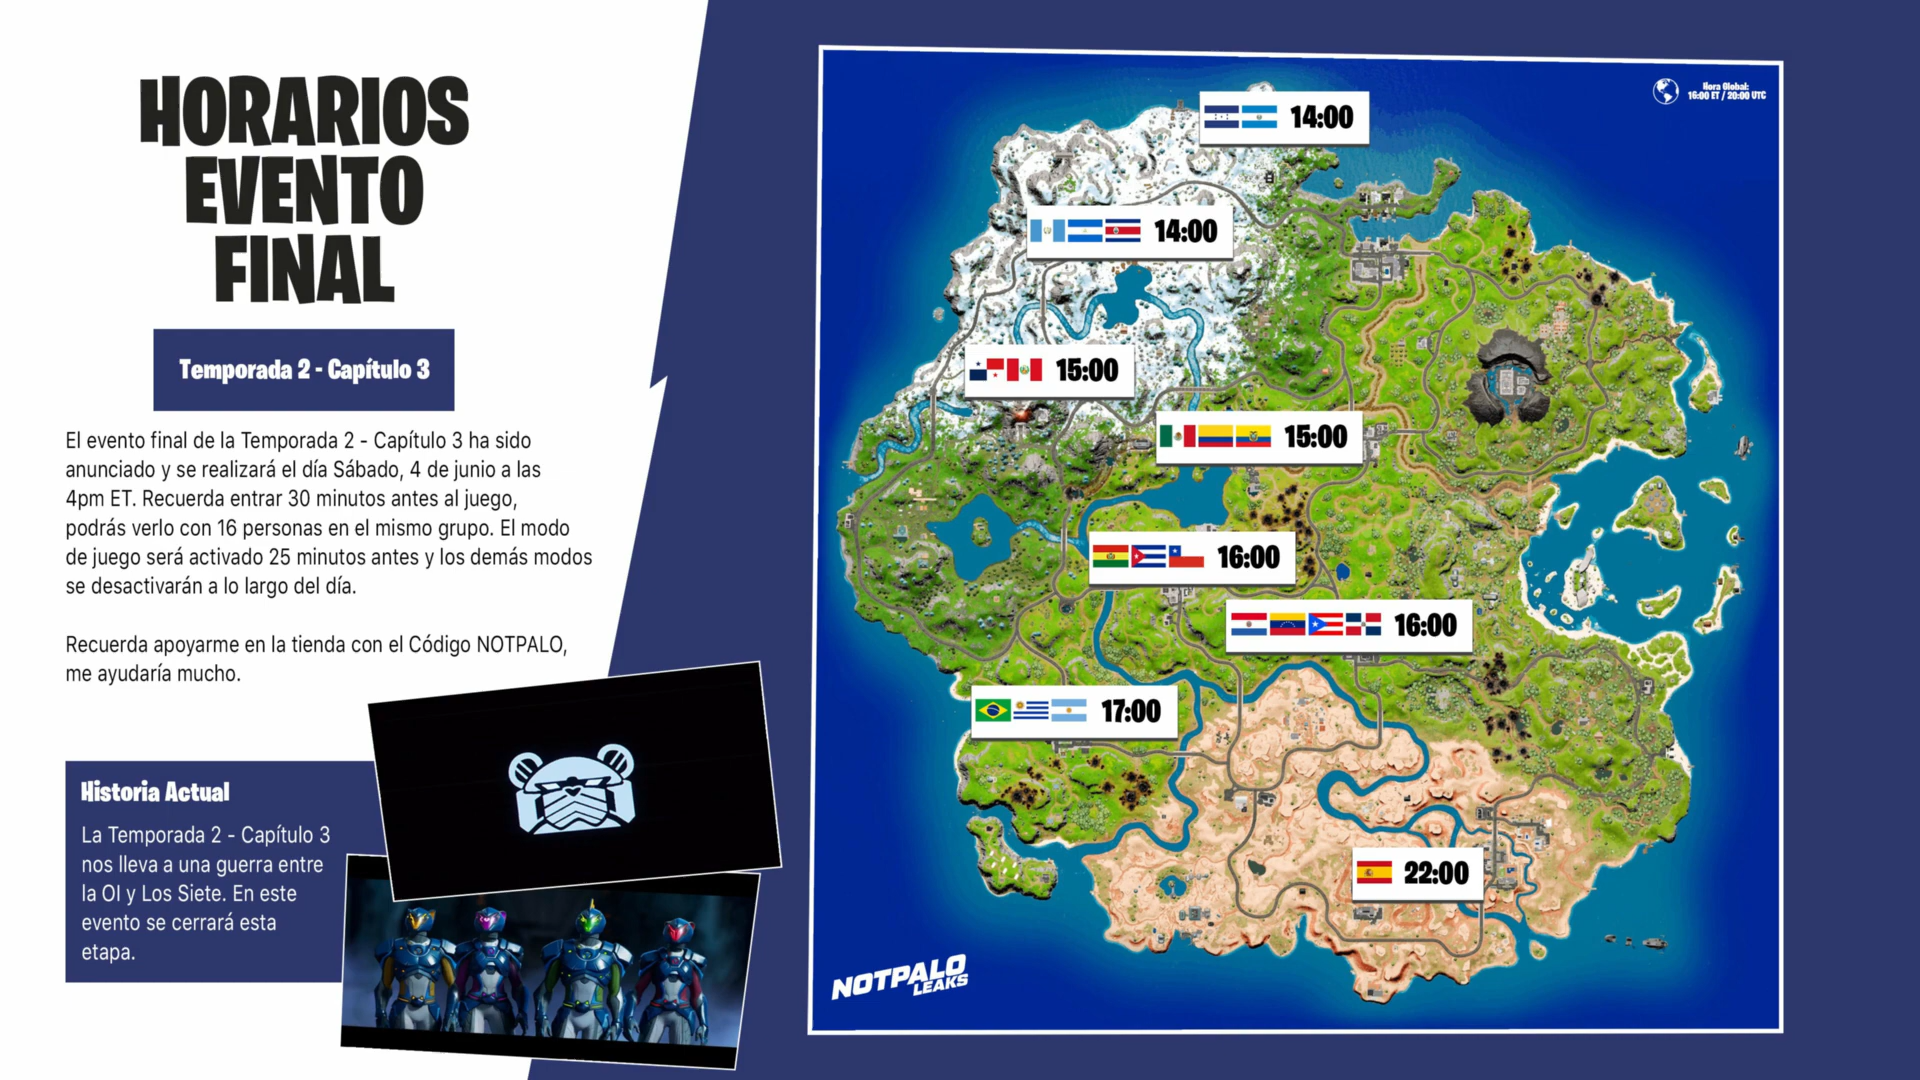 HORARIOS
EVENTO
FINAL
Temporada 2 - Capítulo 3
El evento final de la Temporada 2 - Capítulo 3 ha sido
anunciado y se realizará el día Sábado, 4 de junio a las
4pm ET. Recuerda entrar 30 minutos antes al juego,
podrás verlo con 16 personas en el mismo grupo. El modo
de juego será activado 25 minutos antes y los demás modos
se desactivarán a lo largo del día.
Recuerda apoyarme en la tienda con el Código NOTPALO,
me ayudaría mucho.
Historia Actual
La Temporada 2 - Capítulo 3
nos lleva a una guerra entre
la OI y Los Siete. En este
evento se cerrará esta
etapa.
Hora Global:
16:00 ET / 20:00 UTC
14:00
14:00
15:00
15:00
16:00
16:00
17:00
22:00
NOTPALO
LEAKS